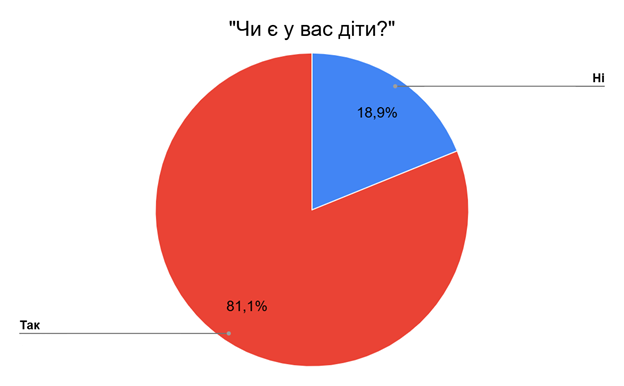 "Чи є у вас діти?"
Ні
18,9%
81,1%
Так